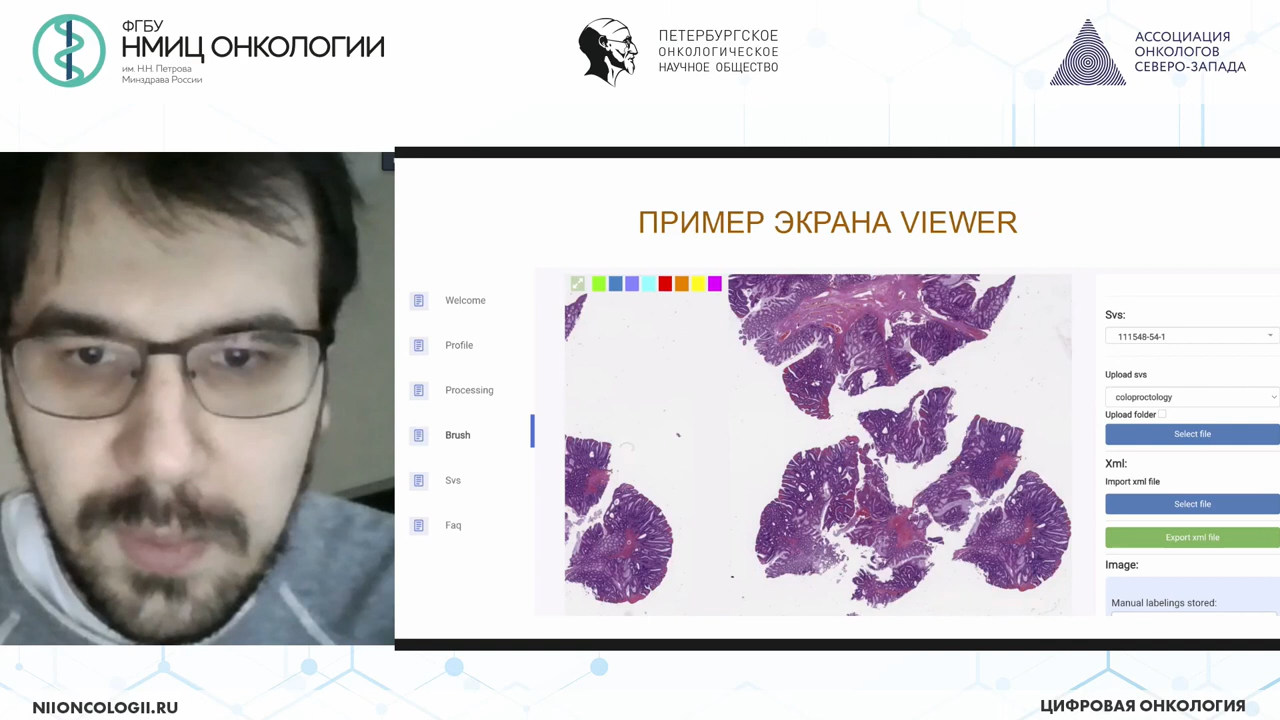 ФГБУ
НМИЦ ОНКОЛОГИИ
им. Н.Н. Петрова
Минздрава России
ПЕТЕРБУРГСКОЕ
ОНКОЛОГИЧЕСКОЕ
НАУЧНОЕ ОБЩЕСТВО
АССОЦИАЦИЯ
ОНКОЛОГОВ
СЕВЕРО-ЗАПАДА
ПРИМЕР ЭКРАНА VIEWER
Welcome
Profile
Processing
Brush
Svs
Faq
Svs:
111548-54-1
Upload svs
coloproctology
Upload folder
Select file
Xml:
Import xml file
Select file
Export xml file
Image:
Manual labelings stored:
NIIONCOLOGII.RU
ЦИФРОВАЯ ОНКОЛОГИЯ